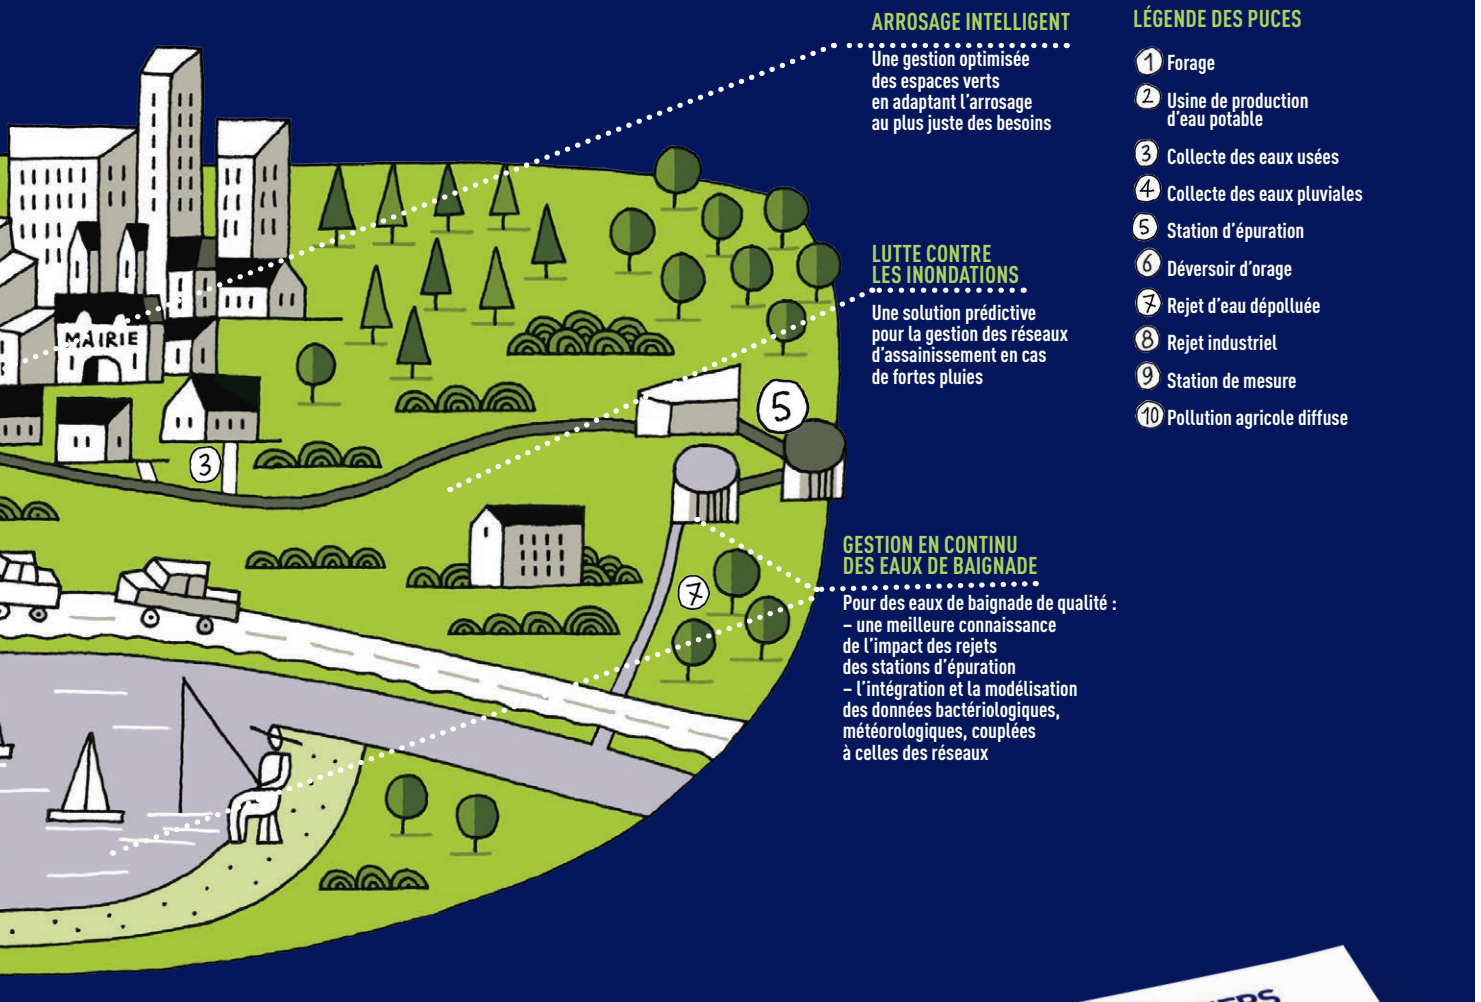 ARROSAGE INTELLIGENT
Une gestion optimisée
des espaces verts
en adaptant l'arrosage
au plus juste des besoins
LUTTE CONTRE
LES INONDATIONS
Une solution prédictive
pour la gestion des réseaux
d'assainissement en cas
de fortes pluies
GESTION EN CONTINU
DES EAUX DE BAIGNADE
Pour des eaux de baignade de qualité :
– une meilleure connaissance
de l'impact des rejets
des stations d'épuration
– l'intégration et la modélisation
des données bactériologiques,
météorologiques, couplées
à celles des réseaux
LÉGENDE DES PUCES
1 Forage
2 Usine de production
d'eau potable
3 Collecte des eaux usées
4 Collecte des eaux pluviales
5 Station d'épuration
6 Déversoir d'orage
7 Rejet d'eau dépolluée
8 Rejet industriel
9 Station de mesure
10 Pollution agricole diffuse
MAIRIE
3
5
7